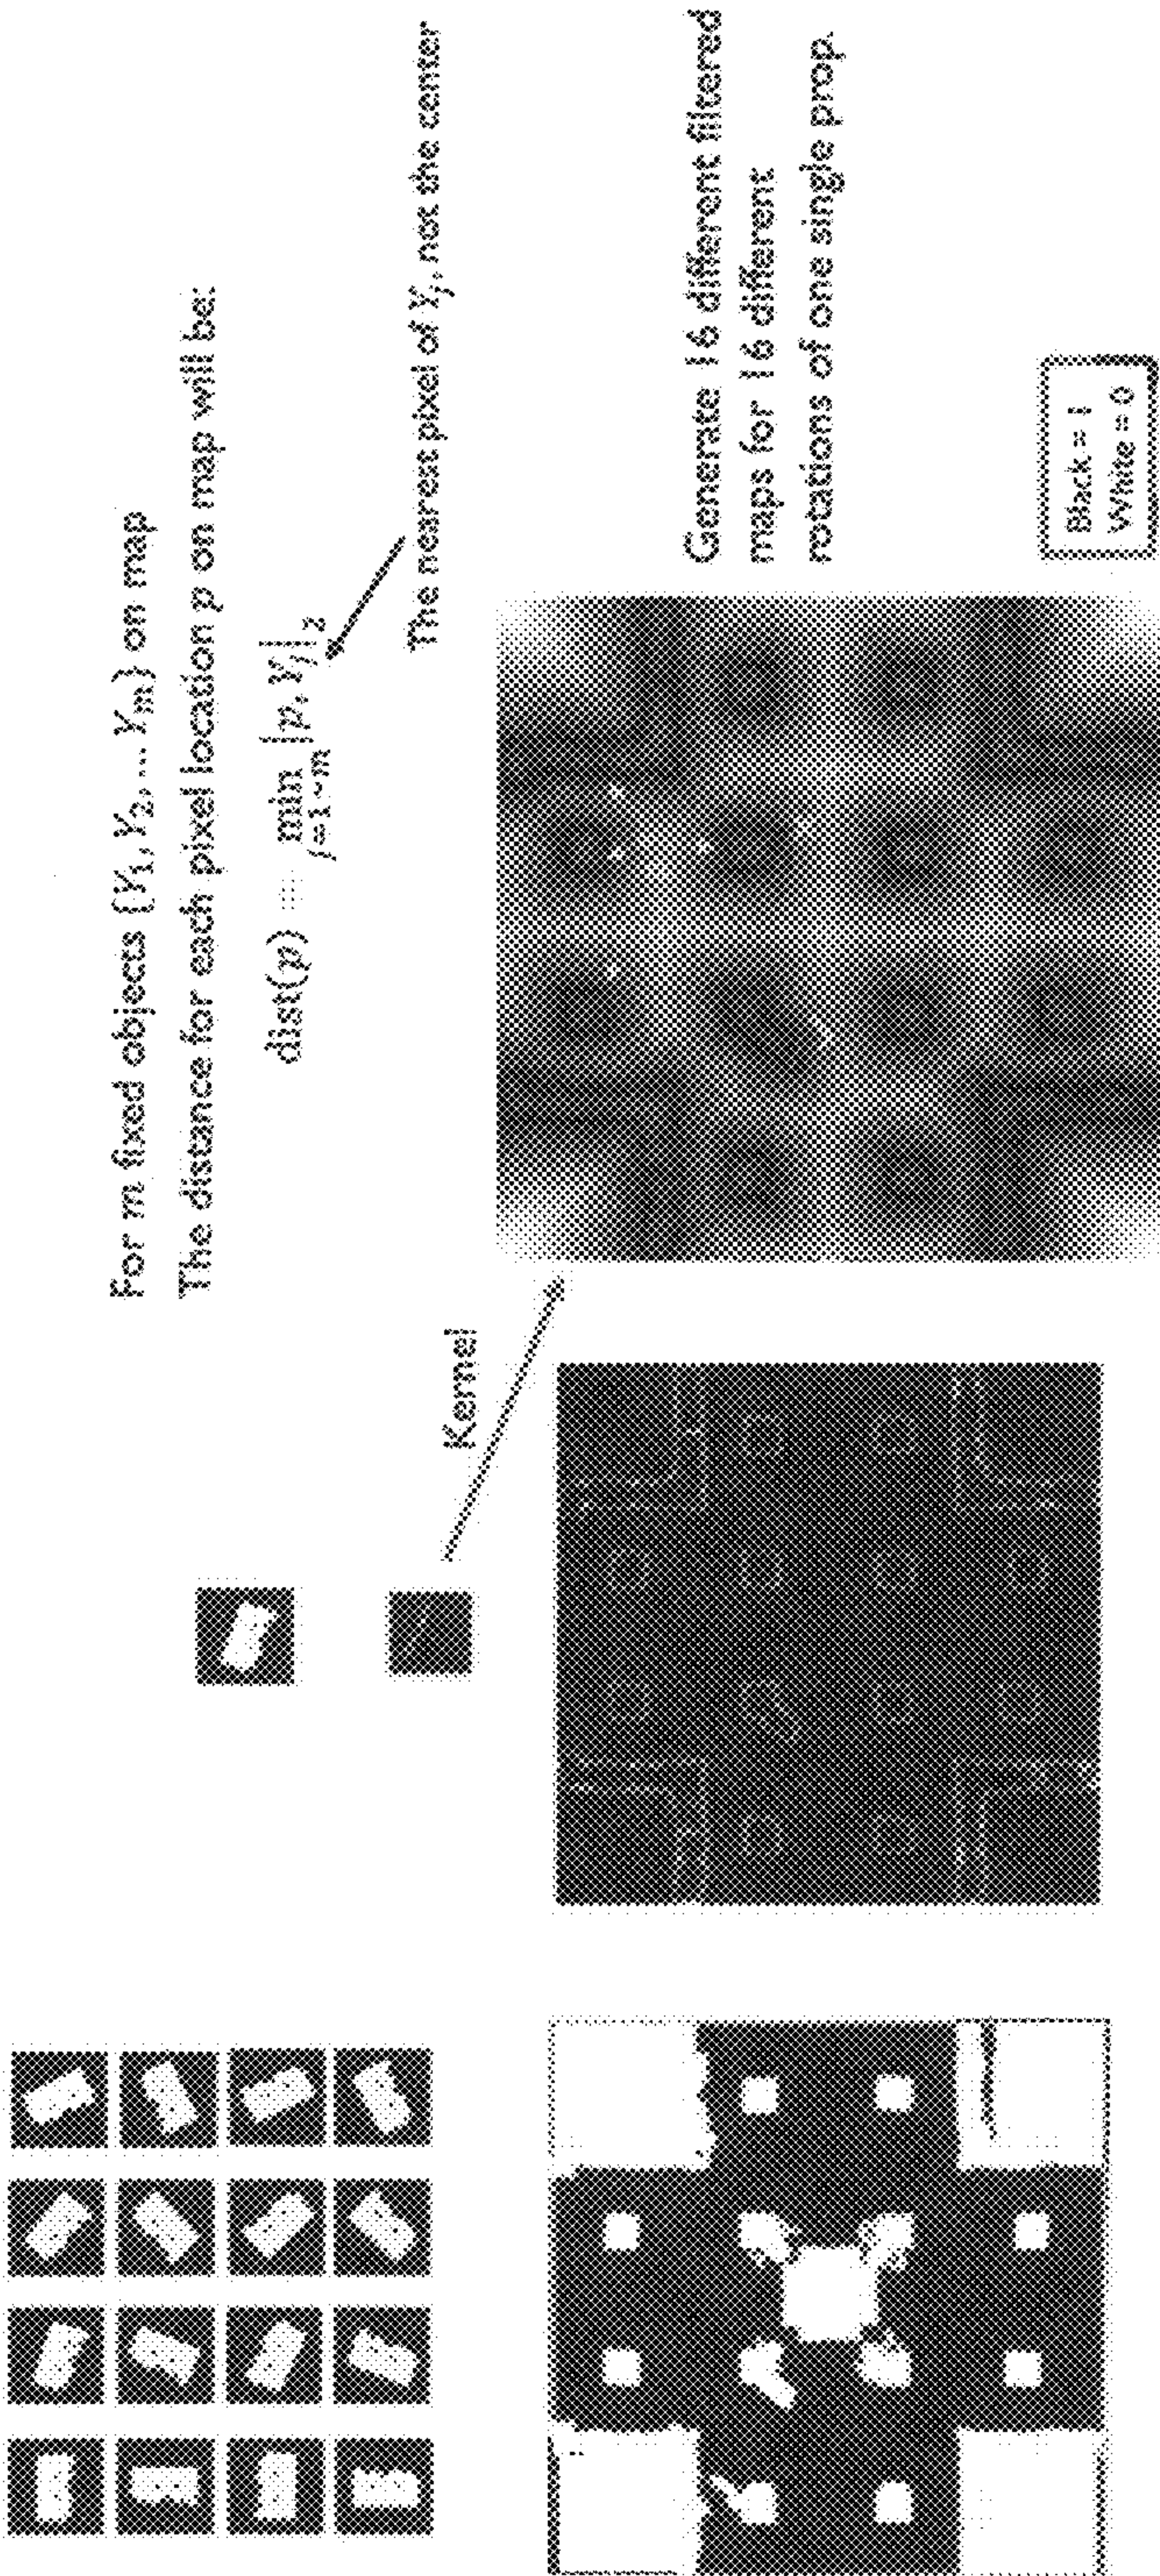 For m fixed objects {Y₁, Y₂, ... Yₘ} on map
The distance for each pixel location p on map will be:
dist(p) = min |p, Yⱼ|₂
j=1~m
The nearest pixel of Yⱼ, not the center
Kernel
Generate 16 different filtered
maps for 16 different
rotations of one single prop.
Black = 1
White = 0